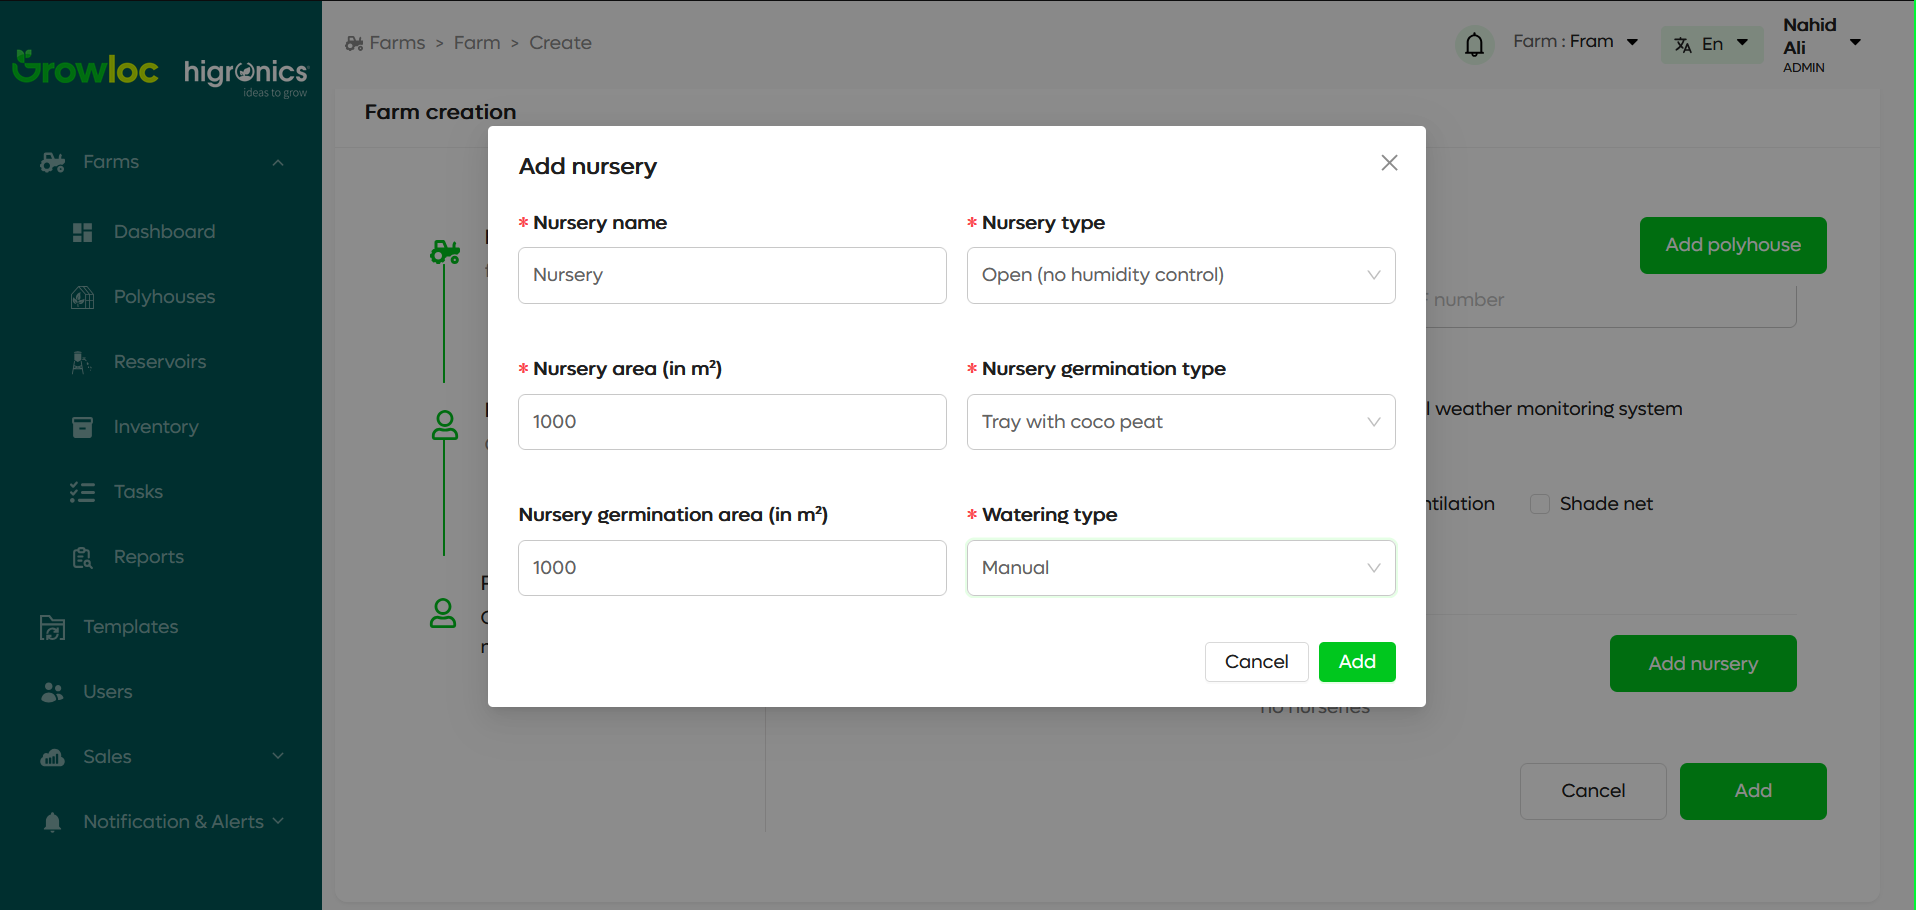 Growloc higronics
ideas to grow
Farms
Dashboard
Polyhouses
Reservoirs
Inventory
Tasks
Reports
Templates
Users
Sales
Notification & Alerts
Farms > Farm > Create
Farm : Fram
En
Nahid
Ali
ADMIN
Farm creation
Add polyhouse
number
weather monitoring system
Shade net
Add nursery
no nurseries
Cancel
Add
Add nursery
* Nursery name
Nursery
* Nursery type
Open (no humidity control)
* Nursery area (in m²)
1000
* Nursery germination type
Tray with coco peat
Nursery germination area (in m²)
1000
* Watering type
Manual
Cancel
Add